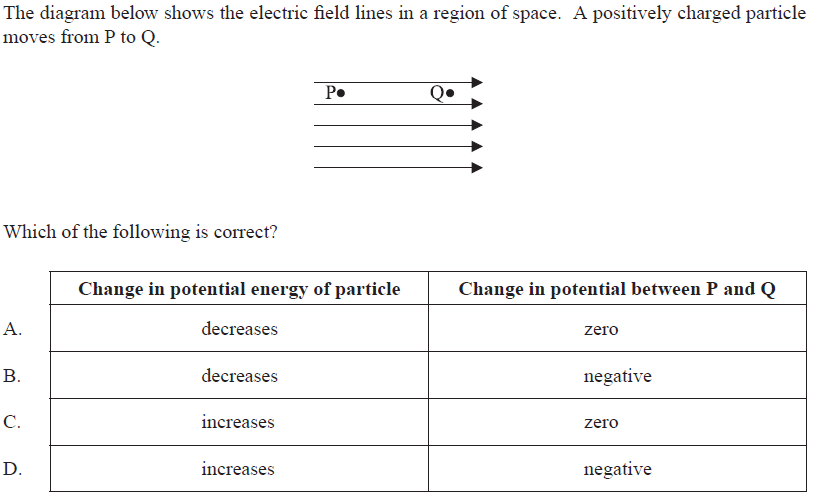 The diagram below shows the electric field lines in a region of space. A positively charged particle
moves from P to Q.
P Q
Which of the following is correct?
Change in potential energy of particle Change in potential between P and Q
A. decreases zero
B. decreases negative
C. increases zero
D. increases negative